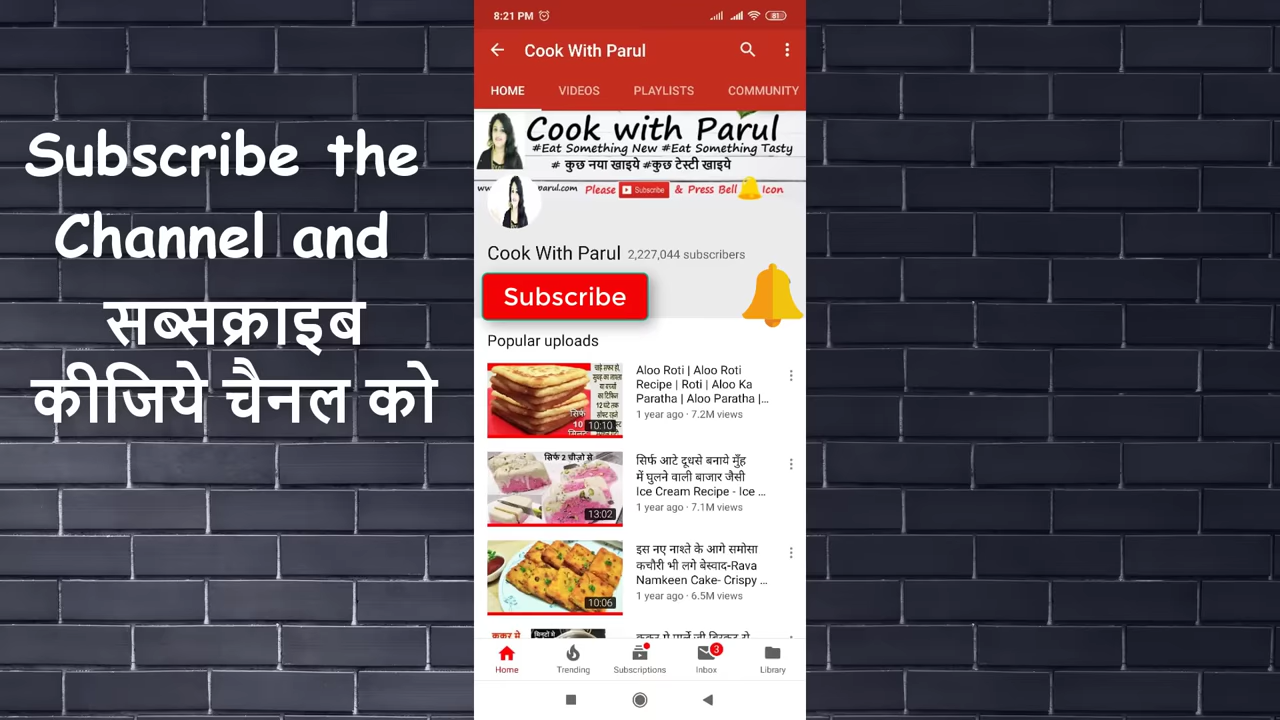 Subscribe the
Channel and
सब्सक्राइब
कीजिये चैनल को
8:21 PM
81
Cook With Parul
HOME VIDEOS PLAYLISTS COMMUNITY
Cook with Parul
#Eat Something New #Eat Something Tasty
# कुछ नया खाइये #कुछ टेस्टी खाइये
parul.com Please Subscribe & Press Bell Icon
Cook With Parul 2,227,044 subscribers
Subscribe
Popular uploads
Aloo Roti | Aloo Roti
Recipe | Roti | Aloo Ka
Paratha | Aloo Paratha |...
1 year ago · 7.2M views
सिर्फ
10
10:10
सिर्फ आटे दूधसे बनाये मुँह
में घुलने वाली बाजार जैसी
Ice Cream Recipe - Ice ...
1 year ago · 7.1M views
सिर्फ 2 चीज़ो से
13:02
इस नए नाश्ते के आगे समोसा
कचौरी भी लगे बेस्वाद-Rava
Namkeen Cake- Crispy ...
1 year ago · 6.5M views
10:06
Home Trending Subscriptions Inbox Library
3